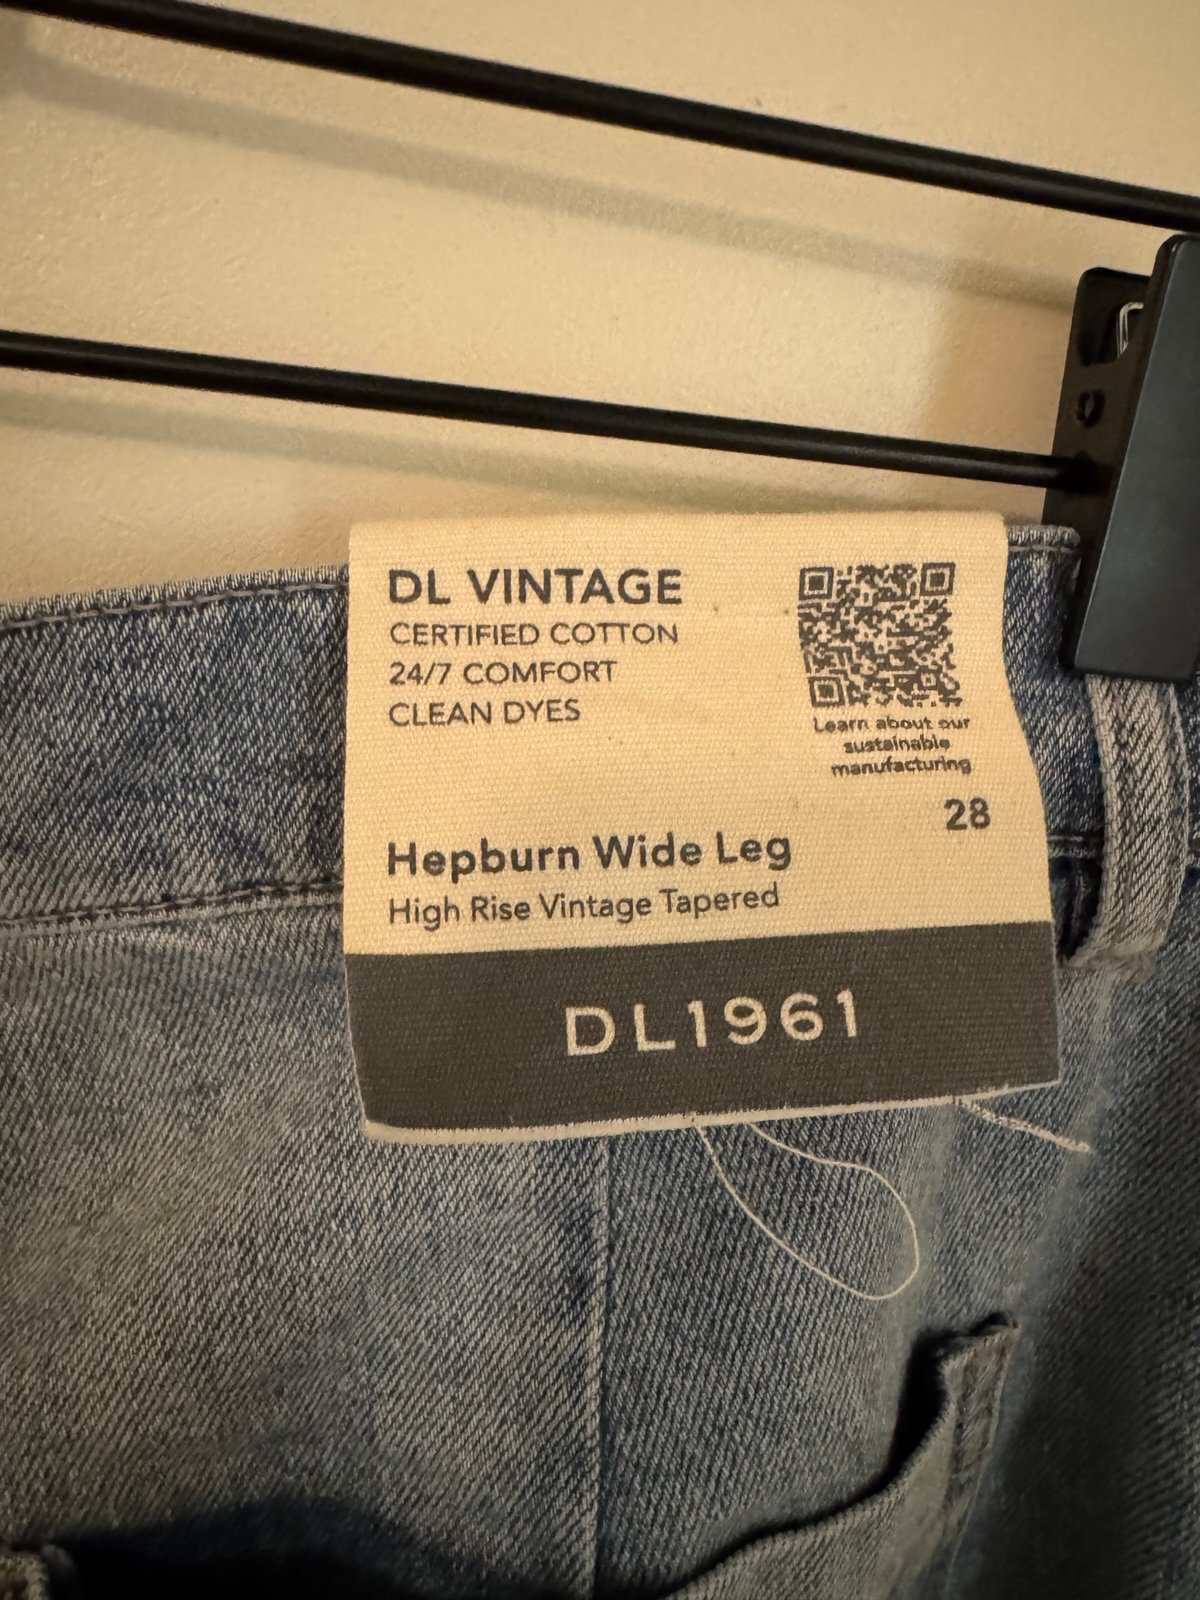 DL VINTAGE
CERTIFIED COTTON
24/7 COMFORT
CLEAN DYES
Learn about our
sustainable
manufacturing
28
Hepburn Wide Leg
High Rise Vintage Tapered
DL1961